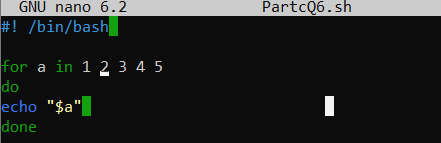 GNU nano 6.2 PartcQ6.sh
#! /bin/bash
for a in 1 2 3 4 5
do
echo "$a"
done